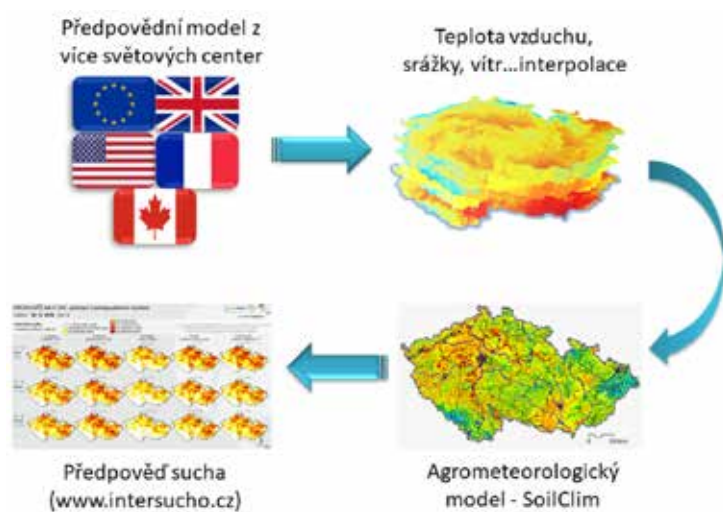 Předpovědní model z
více světových center
Teplota vzduchu,
srážky, vítr...interpolace
Předpověď sucha
(www.intersucho.cz)
Agrometeorologický
model - SoilClim